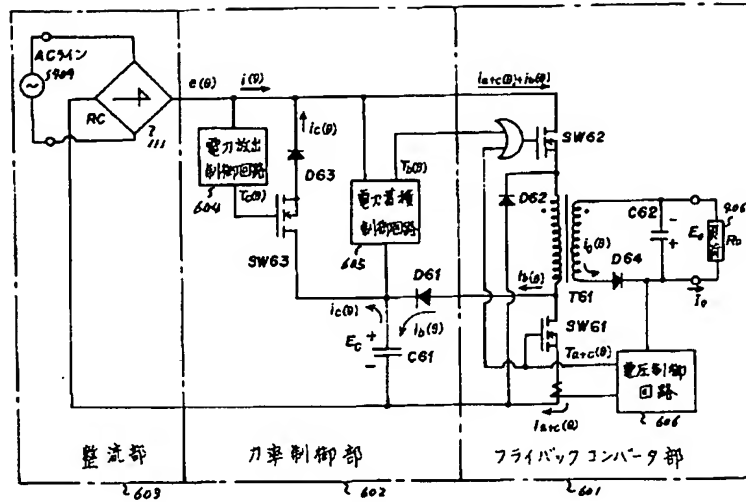 ACライン
S909
RC
111
e(θ)
i(θ)
ic(θ)
電力放出
制御回路
604
Tc(θ)
D63
SW63
電力蓄積
制御回路
605
Tb(θ)
D61
ic(θ)
ib(θ)
Ec
+
-
C61
ia+c(θ)+ib(θ)
SW62
D62
ib(θ)
T61
io(θ)
D64
C62
-
+
Eo
906
負荷
Ro
Io
SW61
Ta+c(θ)
ia+c(θ)
電圧制御
回路
606
整流部
力率制御部
フライバックコンバータ部
603
602
601